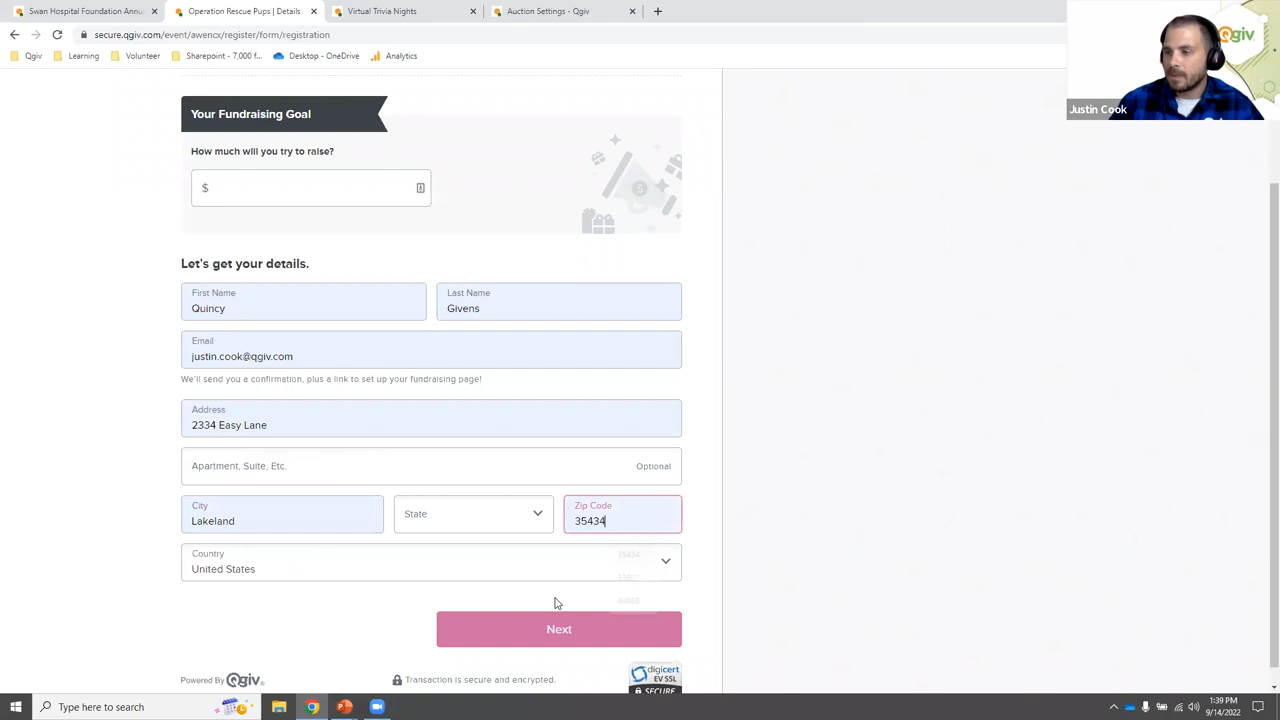 Swan Hospital Foundation Annu
Operation Rescue Pups | Details
Virtual Trivia Nights
Auction Settings - Qgiv
secure.qgiv.com/event/awencx/register/form/registration
Qgiv
Learning
Volunteer
Sharepoint - 7,000 f...
Desktop - OneDrive
Analytics
Qgiv
Justin Cook
Your Fundraising Goal
How much will you try to raise?
$
Let's get your details.
First Name
Quincy
Last Name
Givens
Email
justin.cook@qgiv.com
We'll send you a confirmation, plus a link to set up your fundraising page!
Address
2334 Easy Lane
Apartment, Suite, Etc.
Optional
City
Lakeland
State
Zip Code
35434
Country
United States
Next
Powered By Qgiv
Transaction is secure and encrypted.
digicert
EV SSL
SECURE
Type here to search
1:39 PM
9/14/2022